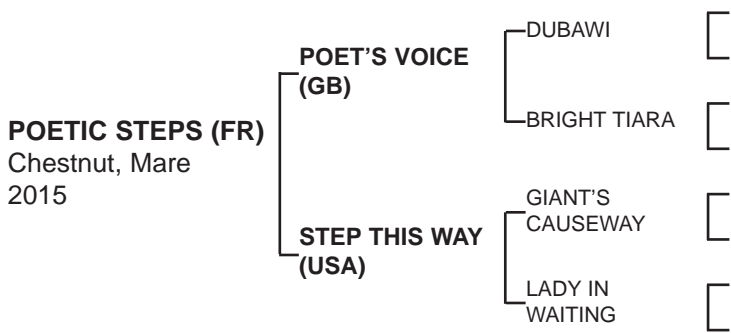 POETIC STEPS (FR)
Chestnut, Mare
2015
POET'S VOICE
(GB)
STEP THIS WAY
(USA)
DUBAWI
BRIGHT TIARA
GIANT'S
CAUSEWAY
LADY IN
WAITING